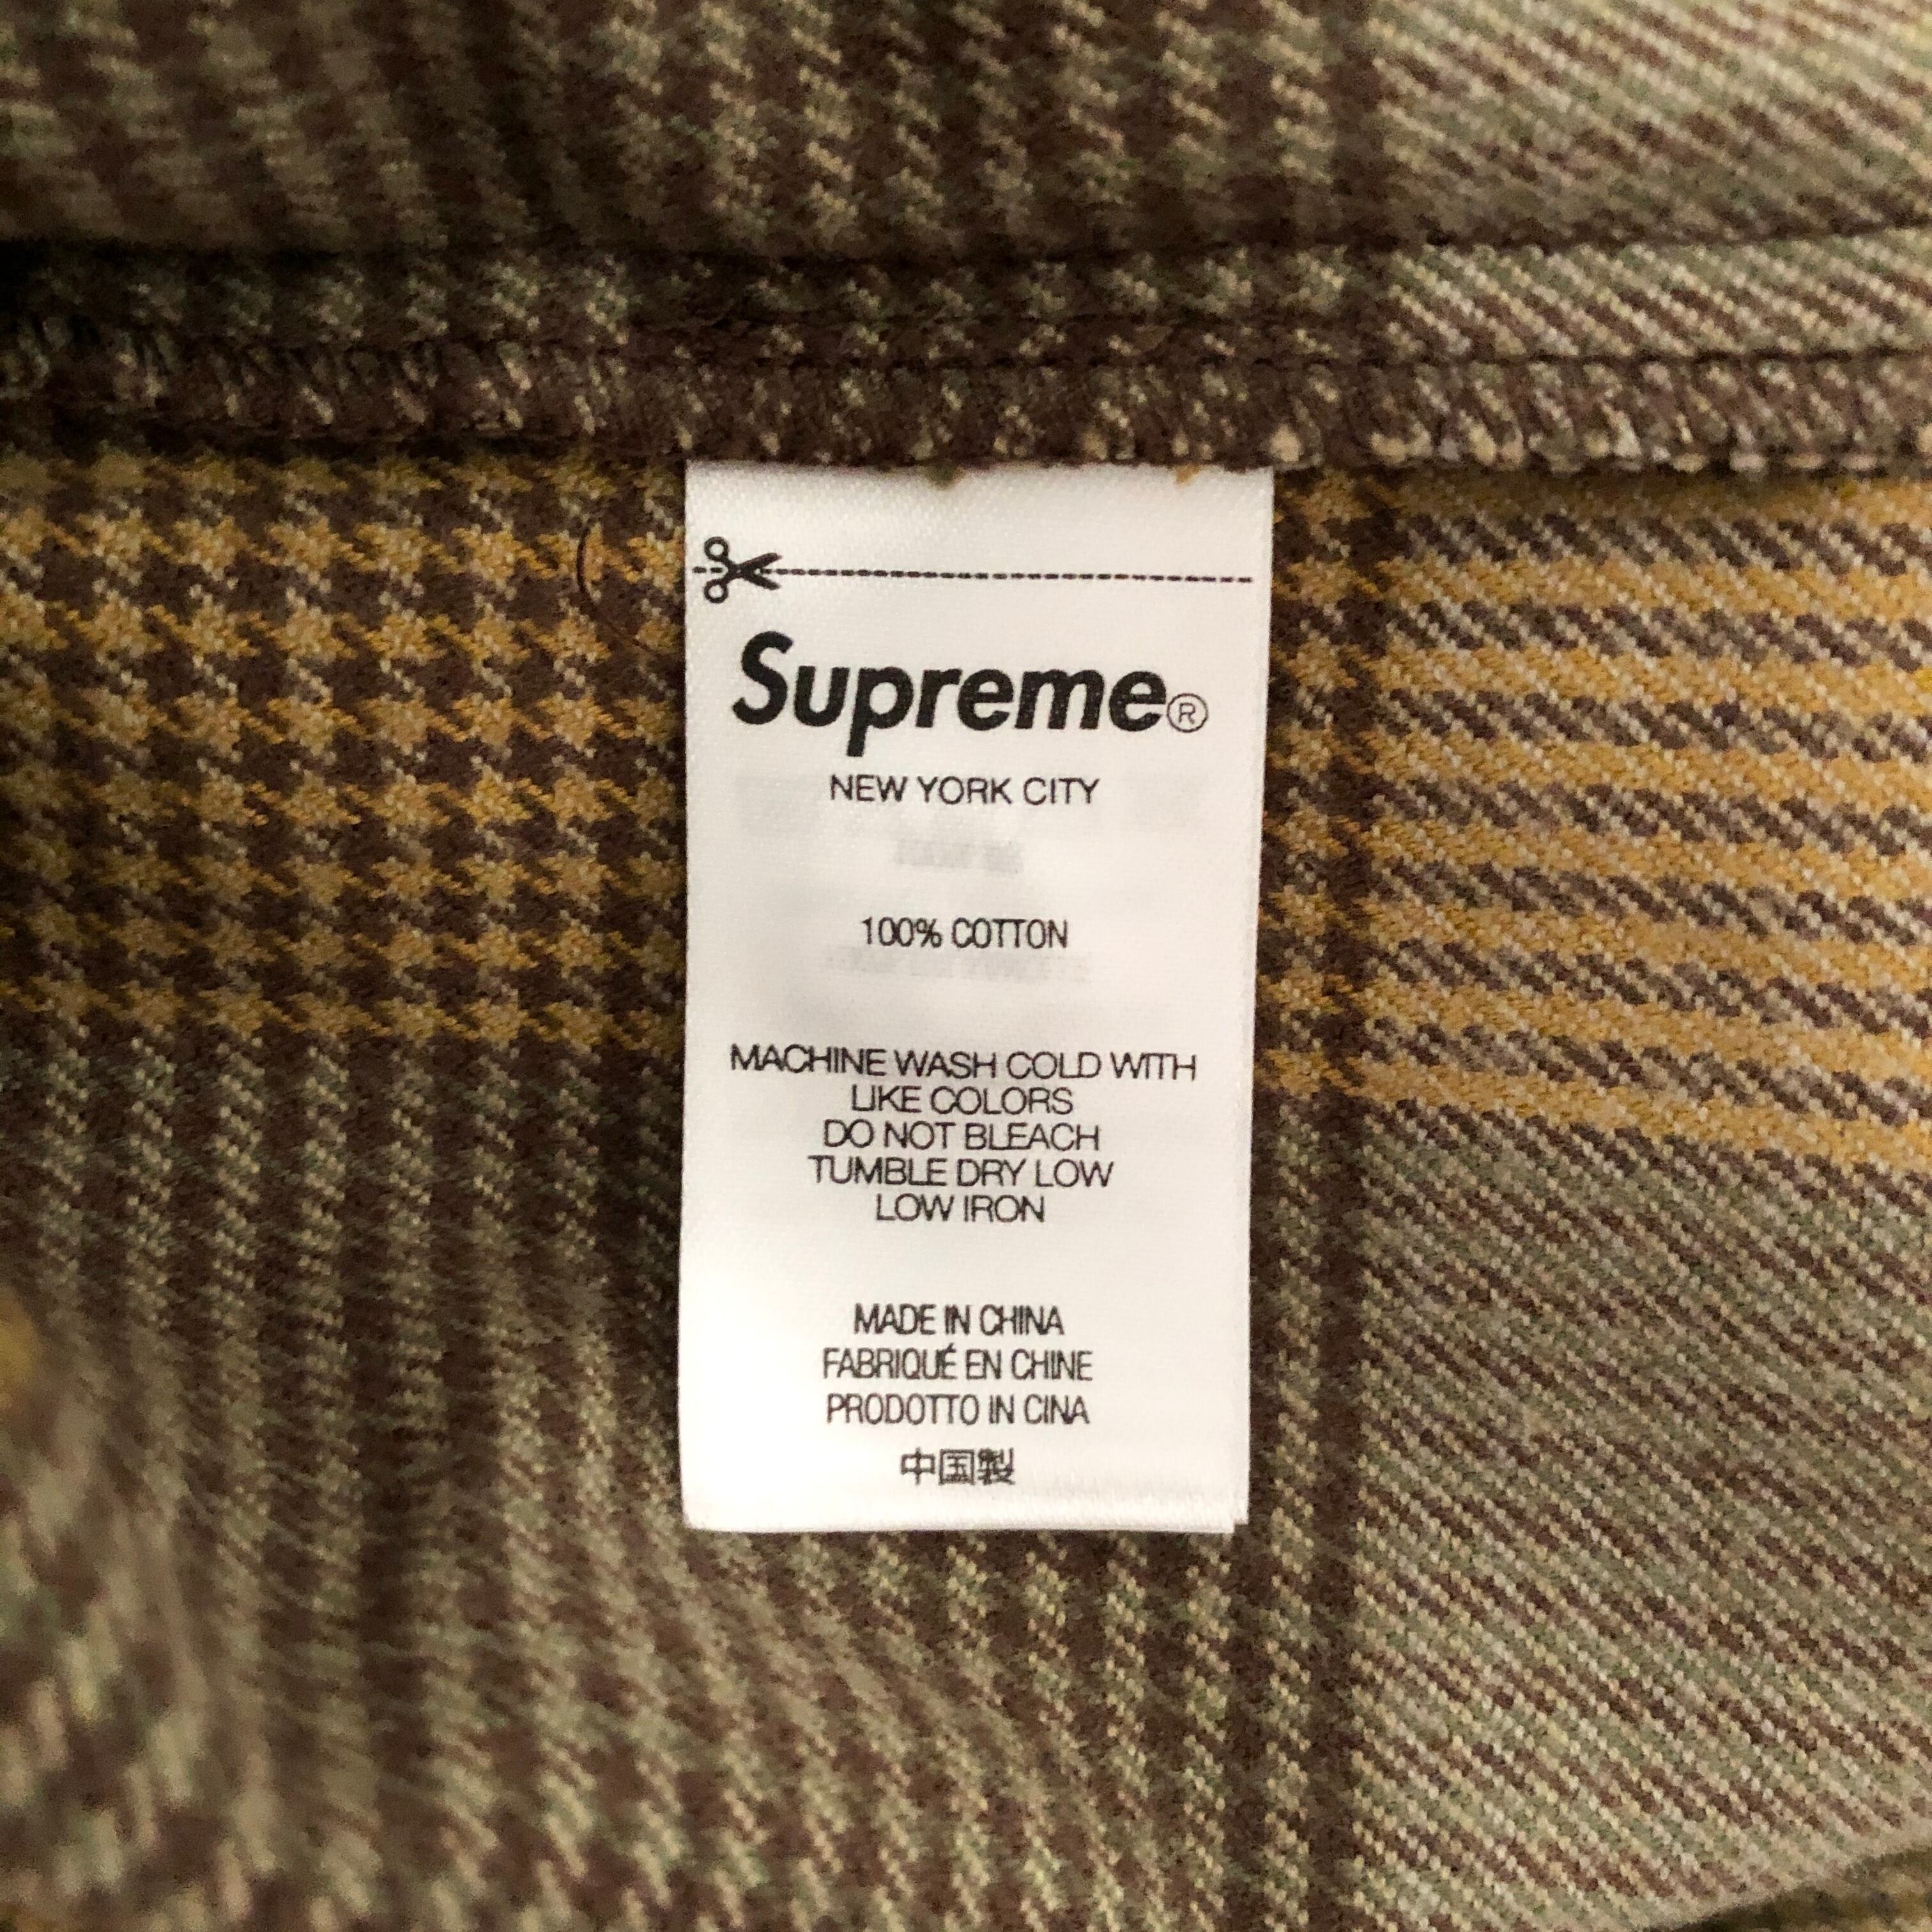 Supreme®
NEW YORK CITY
100% COTTON
MACHINE WASH COLD WITH
LIKE COLORS
DO NOT BLEACH
TUMBLE DRY LOW
LOW IRON
MADE IN CHINA
FABRIQUÉ EN CHINE
PRODOTTO IN CINA
中国製